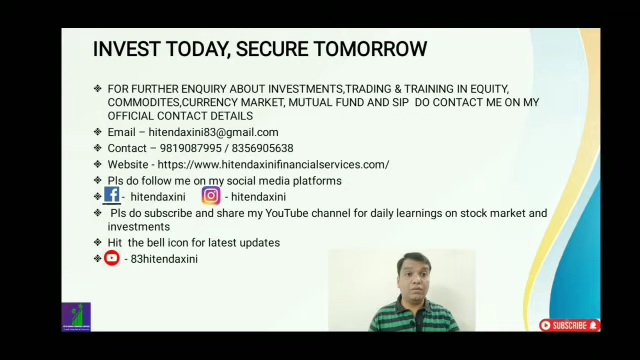 INVEST TODAY, SECURE TOMORROW
FOR FURTHER ENQUIRY ABOUT INVESTMENTS,TRADING & TRAINING IN EQUITY,
COMMODITES,CURRENCY MARKET, MUTUAL FUND AND SIP DO CONTACT ME ON MY
OFFICIAL CONTACT DETAILS
Email – hitendaxini83@gmail.com
Contact – 9819087995 / 8356905638
Website - https://www.hitendaxinifinancialservices.com/
Pls do follow me on my social media platforms
- hitendaxini - hitendaxini
Pls do subscribe and share my YouTube channel for daily learnings on stock market and
investments
Hit the bell icon for latest updates
- 83hitendaxini
SUBSCRIBE